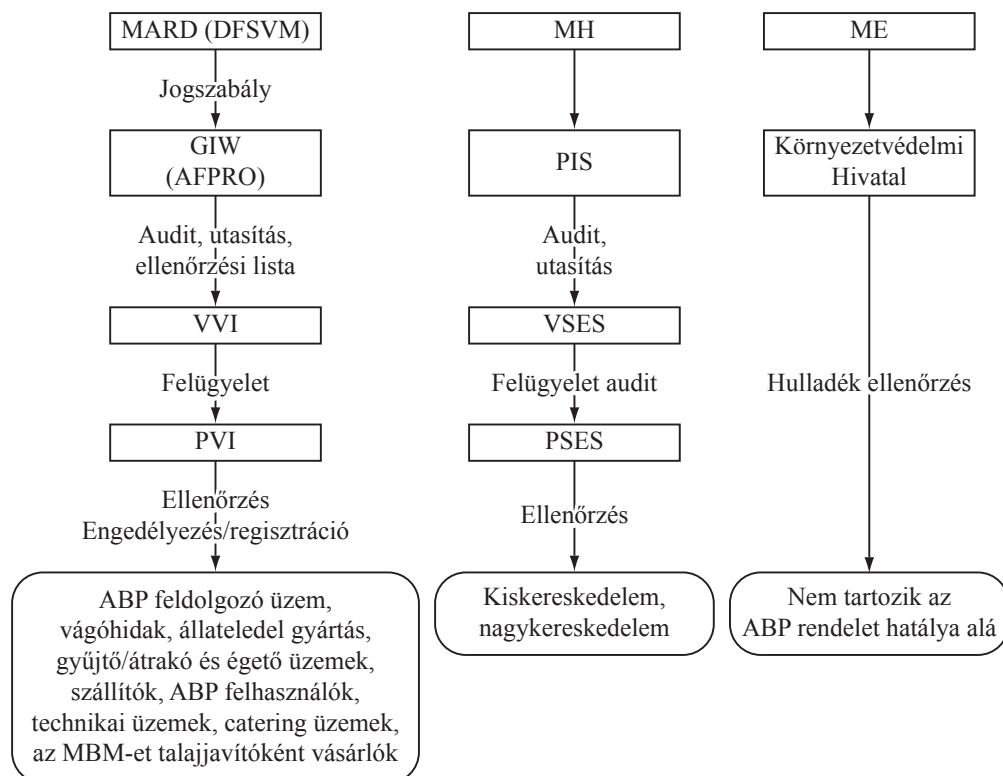 MARD (DFSVM)
Jogszabály
GIW
(AFPRO)
Audit, utasítás,
ellenőrzési lista
VVI
Felügyelet
PVI
Ellenőrzés
Engedélyezés/regisztráció
ABP feldolgozó üzem,
vágóhidak, állateledel gyártás,
gyűjtő/átrakó és égető üzemek,
szállítók, ABP felhasználók,
technikai üzemek, catering üzemek,
az MBM-et talajjavítóként vásárlók
MH
PIS
Audit,
utasítás
VSES
Felügyelet audit
PSES
Ellenőrzés
Kiskereskedelem,
nagykereskedelem
ME
Környezetvédelmi
Hivatal
Hulladék ellenőrzés
Nem tartozik az
ABP rendelet hatálya alá